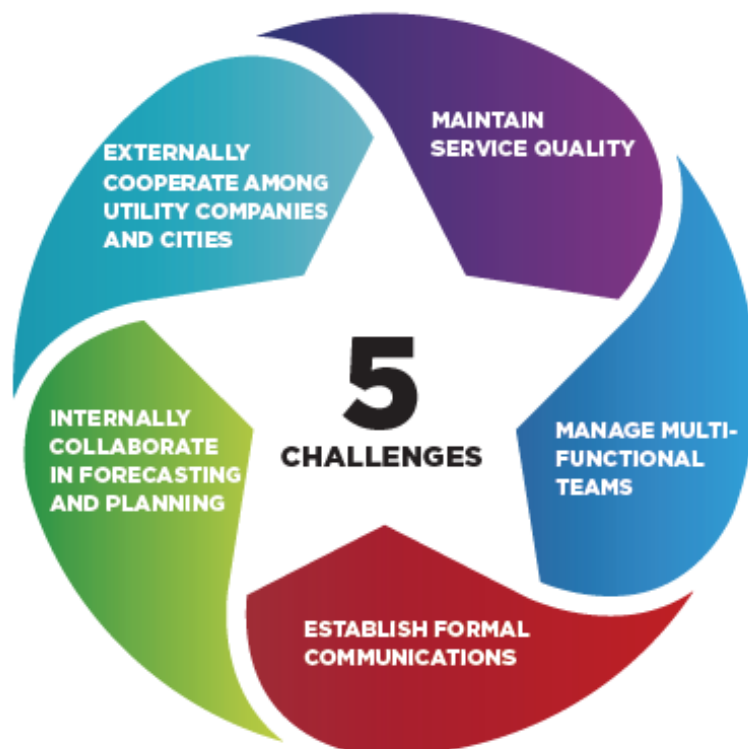 5
CHALLENGES
MAINTAIN
SERVICE QUALITY
MANAGE MULTI-
FUNCTIONAL
TEAMS
ESTABLISH FORMAL
COMMUNICATIONS
INTERNALLY
COLLABORATE
IN FORECASTING
AND PLANNING
EXTERNALLY
COOPERATE AMONG
UTILITY COMPANIES
AND CITIES